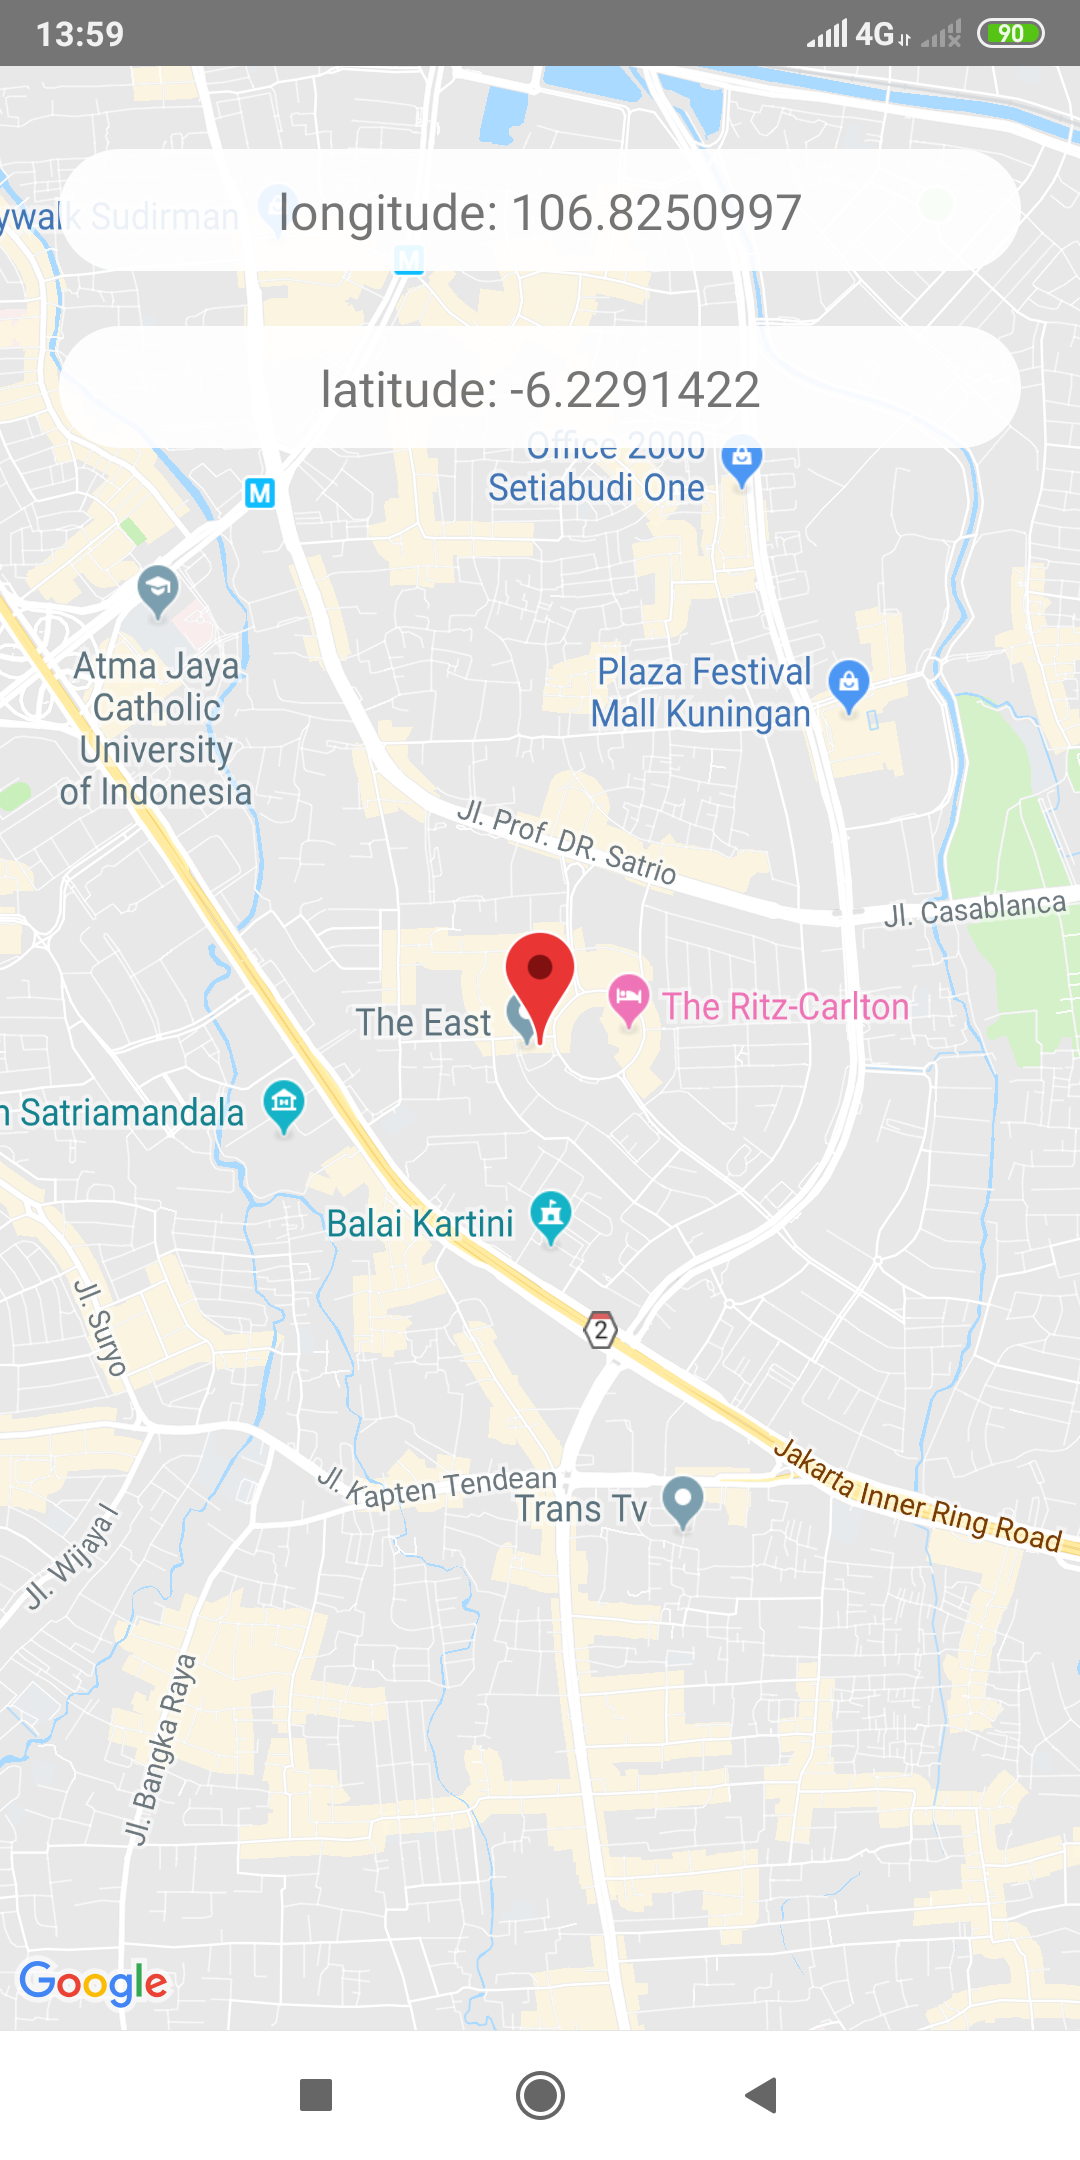 13:59
4G
90
ywalk Sudirman
longitude: 106.8250997
M
latitude: -6.2291422
Office 2000
Setiabudi One
M
Atma Jaya
Catholic
University
of Indonesia
Plaza Festival
Mall Kuningan
Jl. Prof. DR. Satrio
Jl. Casablanca
The East
The Ritz-Carlton
n Satriamandala
Balai Kartini
2
Jl. Suryo
Jakarta Inner Ring Road
Jl. Kapten Tendean
Trans Tv
Jl. Wijaya I
Jl. Bangka Raya
Google